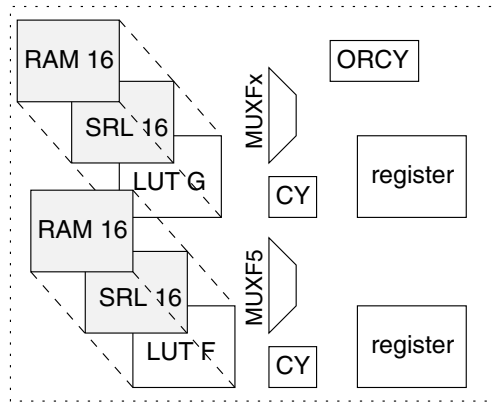 RAM 16
ORCY
MUXFx
SRL 16
LUT G
register
CY
RAM 16
MUXF5
SRL 16
LUT F
register
CY